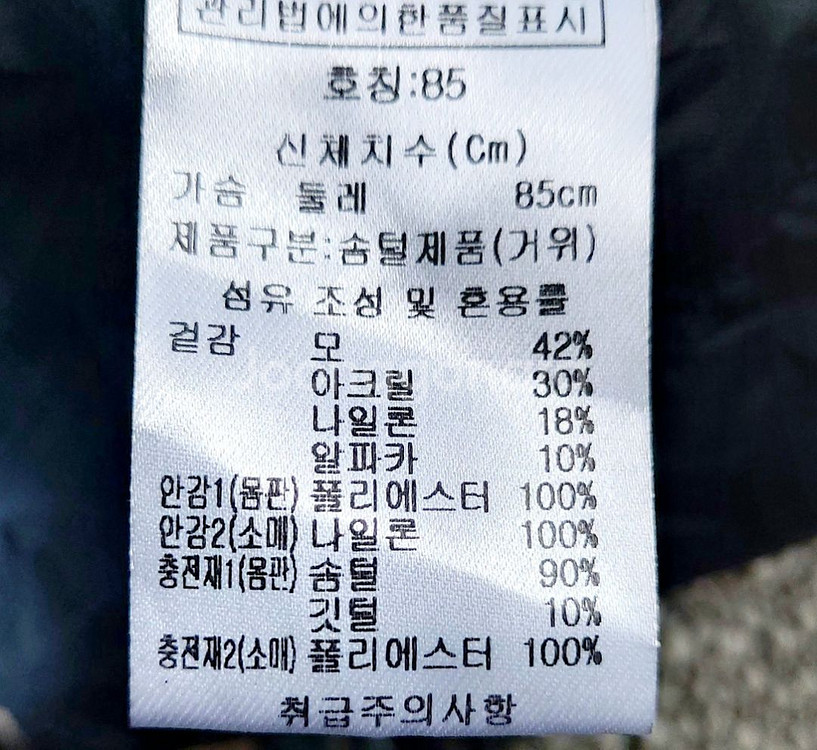 관리법에의한품질표시
호칭:85
신체치수(Cm)
가슴 둘레 85cm
제품구분:솜털제품(거위)
섬유 조성 및 혼용률
겉감 모 42%
아크릴 30%
나일론 18%
알파카 10%
안감1(몸판) 폴리에스터 100%
안감2(소매) 나일론 100%
충전재1(몸판) 솜털 90%
깃털 10%
충전재2(소매) 폴리에스터 100%
취급주의사항